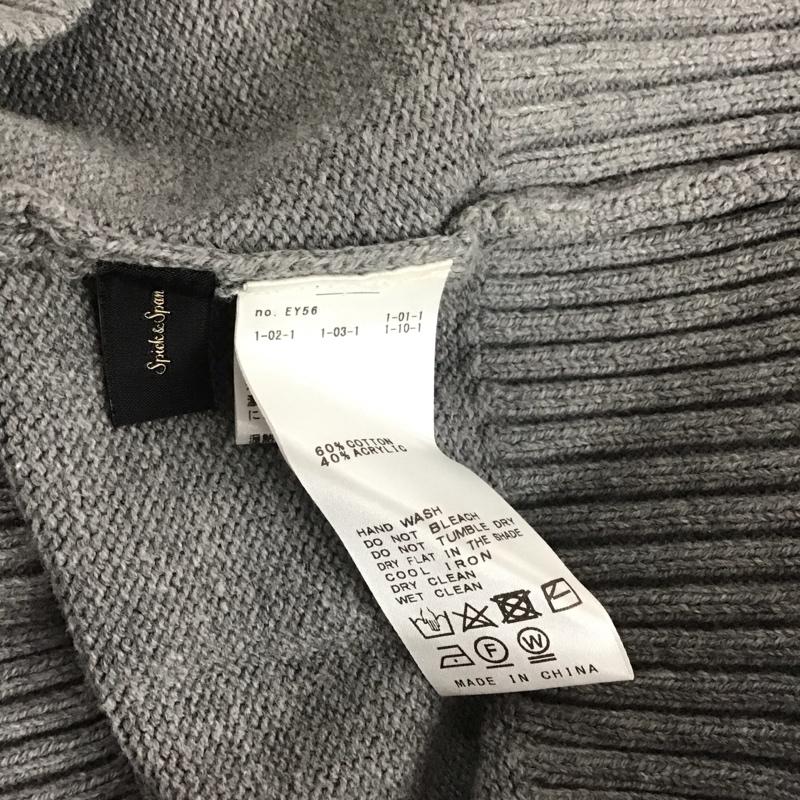 Spick & Span
no. EY56
1-01-1
1-02-1 1-03-1 1-10-1
60% COTTON
40% ACRYLIC
HAND WASH
DO NOT BLEACH
DO NOT TUMBLE DRY
DRY FLAT IN THE SHADE
COOL IRON
DRY CLEAN
WET CLEAN
F W
MADE IN CHINA